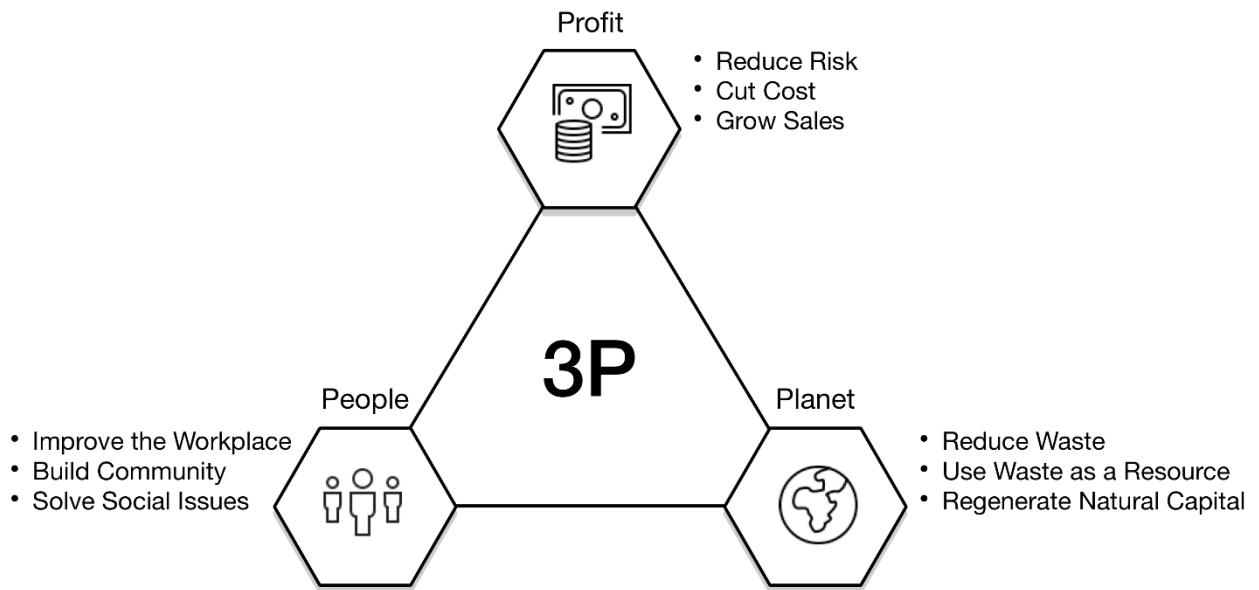 Profit
• Reduce Risk
• Cut Cost
• Grow Sales
3P
People
• Improve the Workplace
• Build Community
• Solve Social Issues
Planet
• Reduce Waste
• Use Waste as a Resource
• Regenerate Natural Capital